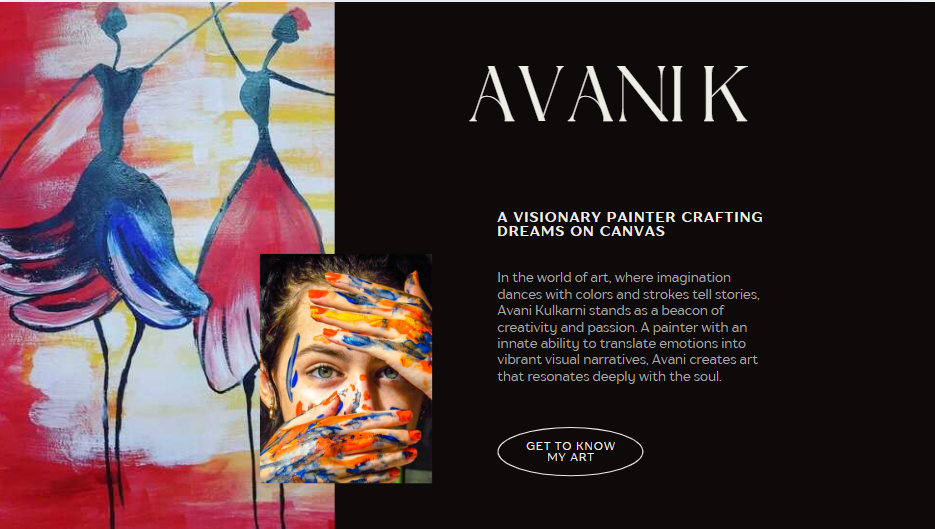 AVANI K
A VISIONARY PAINTER CRAFTING
DREAMS ON CANVAS
In the world of art, where imagination
dances with colors and strokes tell stories,
Avani Kulkarni stands as a beacon of
creativity and passion. A painter with an
innate ability to translate emotions into
vibrant visual narratives, Avani creates art
that resonates deeply with the soul.
GET TO KNOW
MY ART